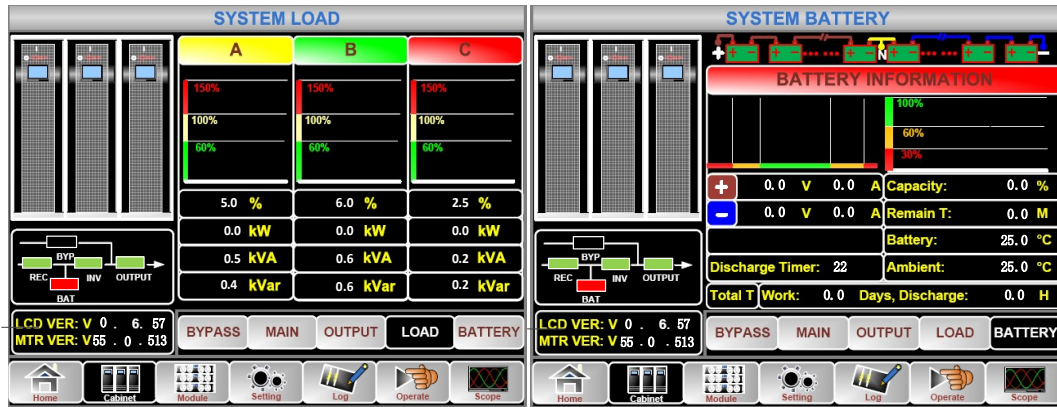 SYSTEM LOAD
A B C
150% 150% 150%
100% 100% 100%
60% 60% 60%
5.0 % 6.0 % 2.5 %
0.0 kW 0.0 kW 0.0 kW
0.5 kVA 0.6 kVA 0.2 kVA
0.4 kVar 0.6 kVar 0.2 kVar
BYP
REC INV OUTPUT
BAT
LCD VER: V 0 . 6. 57
MTR VER: V55 . 0 . 513
BYPASS MAIN OUTPUT LOAD BATTERY
Home Cabinet Module Setting Log Operate Scope
SYSTEM BATTERY
+ + - + - + - N + - + - + - -
BATTERY INFORMATION
100%
60%
30%
+ 0.0 V 0.0 A Capacity: 0.0 %
- 0.0 V 0.0 A Remain T: 0.0 M
Battery: 25.0 °C
Discharge Timer: 22 Ambient: 25.0 °C
Total T Work: 0.0 Days, Discharge: 0.0 H
BYP
REC INV OUTPUT
BAT
LCD VER: V 0 . 6. 57
MTR VER: V55 . 0 . 513
BYPASS MAIN OUTPUT LOAD BATTERY
Home Cabinet Module Setting Log Operate Scope